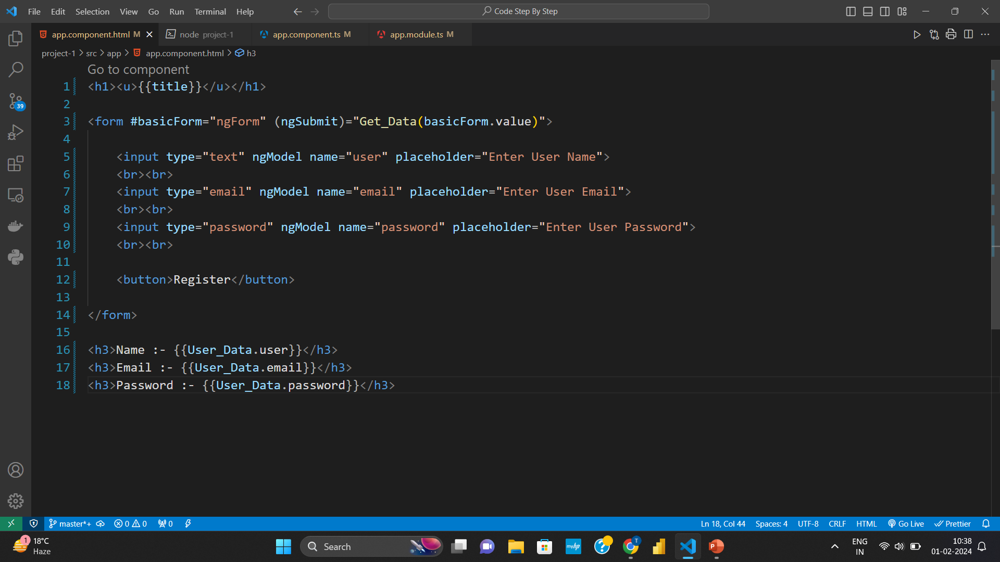 File Edit Selection View Go Run Terminal Help
Code Step By Step
app.component.html M
node project-1
app.component.ts M
app.module.ts M
project-1 > src > app > app.component.html > h3
Go to component
1 <h1><u>{{title}}</u></h1>
2
3 <form #basicForm="ngForm" (ngSubmit)="Get_Data(basicForm.value)">
4
5 <input type="text" ngModel name="user" placeholder="Enter User Name">
6 <br><br>
7 <input type="email" ngModel name="email" placeholder="Enter User Email">
8 <br><br>
9 <input type="password" ngModel name="password" placeholder="Enter User Password">
10 <br><br>
11
12 <button>Register</button>
13
14 </form>
15
16 <h3>Name :- {{User_Data.user}}</h3>
17 <h3>Email :- {{User_Data.email}}</h3>
18 <h3>Password :- {{User_Data.password}}</h3>
39
master*+ 0 0 0
Ln 18, Col 44 Spaces: 4 UTF-8 CRLF HTML Go Live Prettier
1
18°C
Haze
Search
myhp
T
P
ENG
IN
10:38
01-02-2024